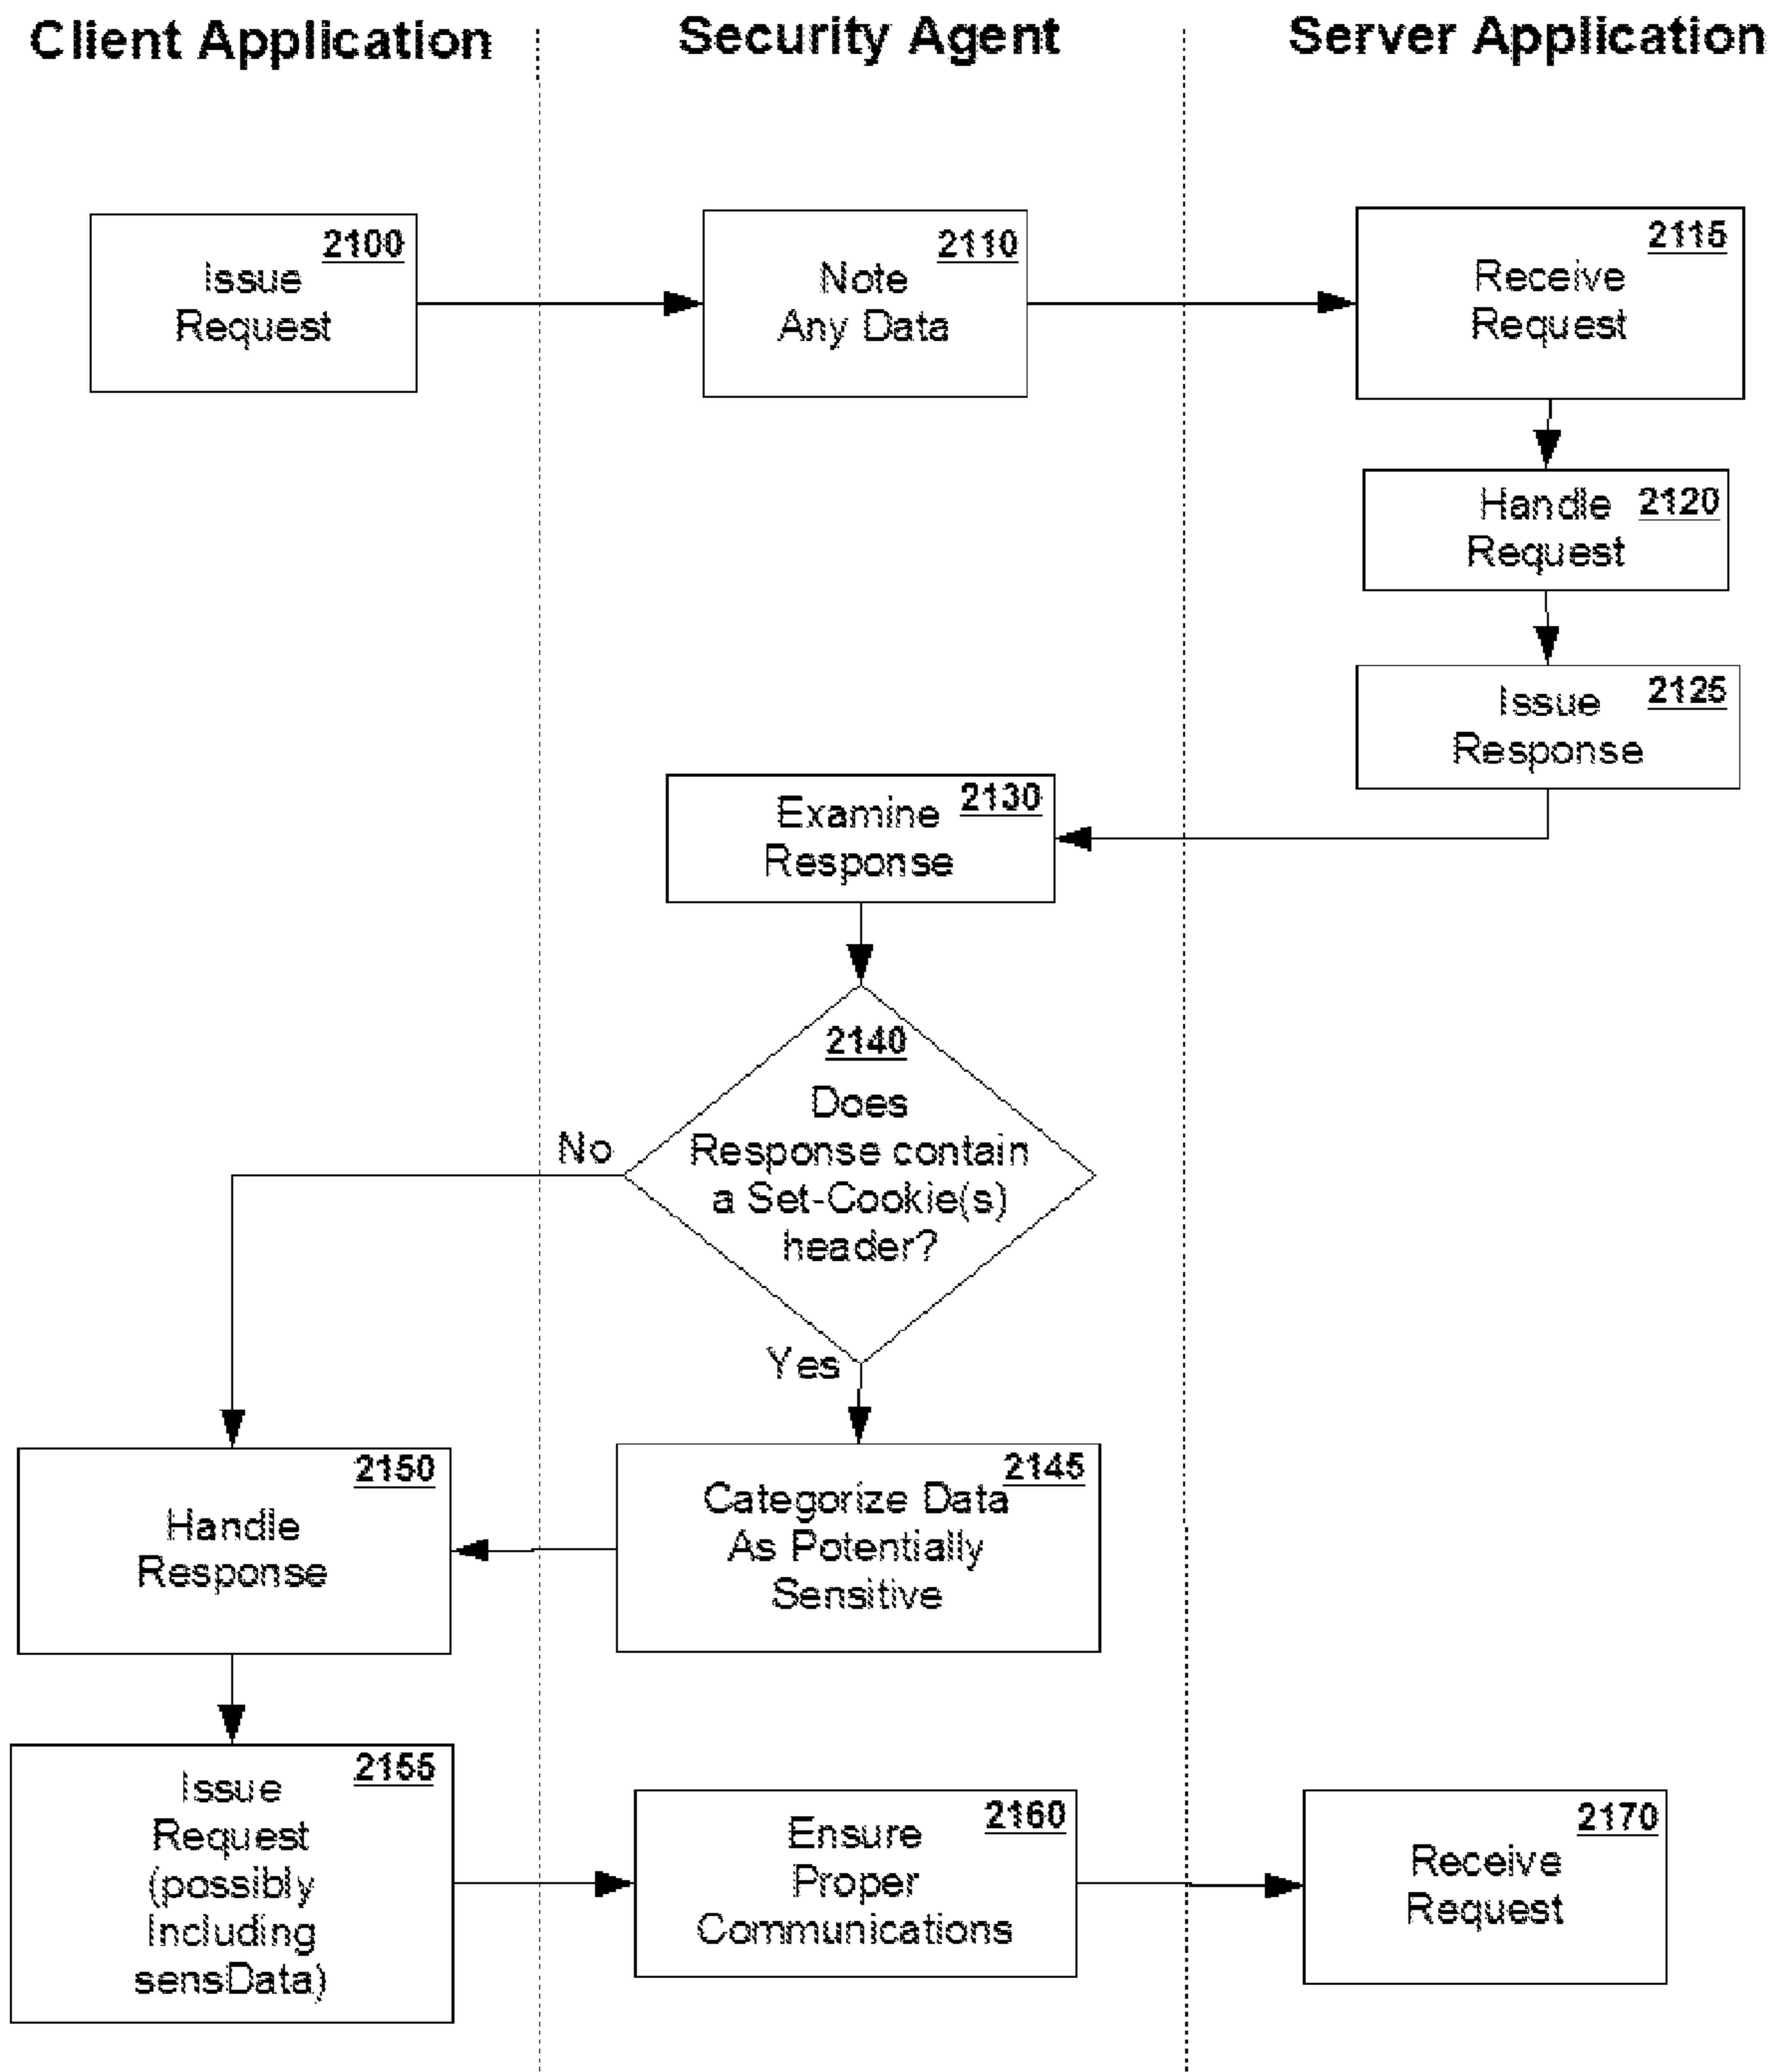 Client Application
Security Agent
Server Application
2100
Issue
Request
2110
Note
Any Data
2115
Receive
Request
2120
Handle
Request
2125
Issue
Response
2130
Examine
Response
2140
Does
Response contain
a Set-Cookie(s)
header?
No
Yes
2145
Categorize Data
As Potentially
Sensitive
2150
Handle
Response
2155
Issue
Request
(possibly
Including
sensData)
2160
Ensure
Proper
Communications
2170
Receive
Request